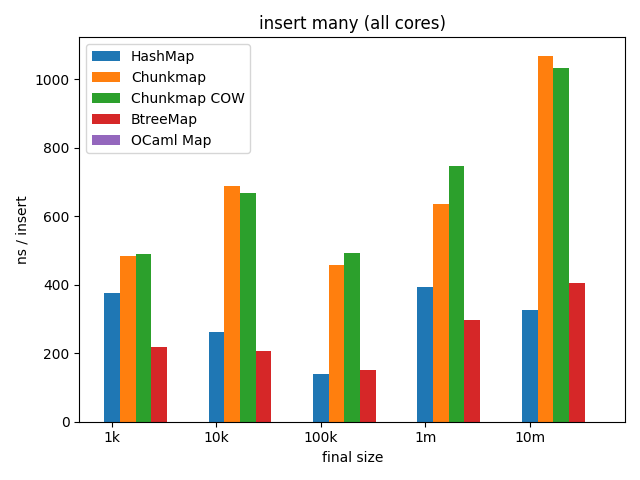 insert many (all cores)
HashMap
Chunkmap
Chunkmap COW
BtreeMap
OCaml Map
ns / insert
1000
800
600
400
200
0
1k
10k
100k
1m
10m
final size